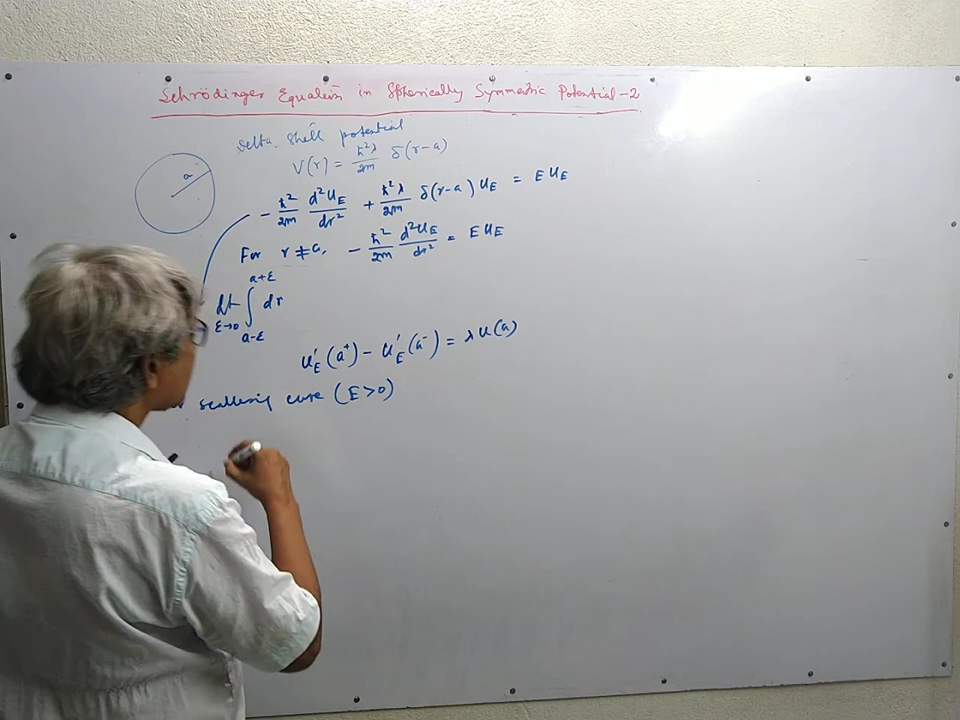 Schrödinger Equation in Spherically Symmetric Potential-2
Delta Shell potential
V(r) = ħ²λ/2m δ(r-a)
a
- ħ²/2m d²u_E/dr² + ħ²λ/2m δ(r-a) u_E = E u_E
For r ≠ a, - ħ²/2m d²u_E/dr² = E u_E
Lt ε→0 ∫ a-ε a+ε dr
u'_E(a⁺) - u'_E(a⁻) = λ u(a)
scattering case (E>0)